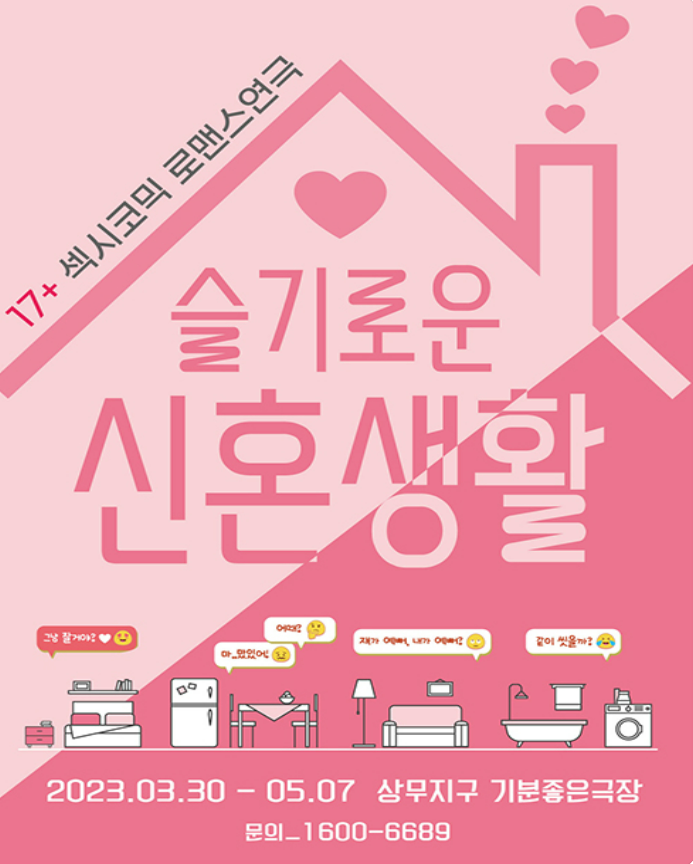 17+ 섹시코믹 로맨스연극
슬기로운
신혼생활
그냥 잘거야?
어때?
마_맛있어!
쟤가 예뻐, 내가 예뻐?
같이 씻을까?
2023.03.30 - 05.07 상무지구 기분좋은극장
문의_1600-6689